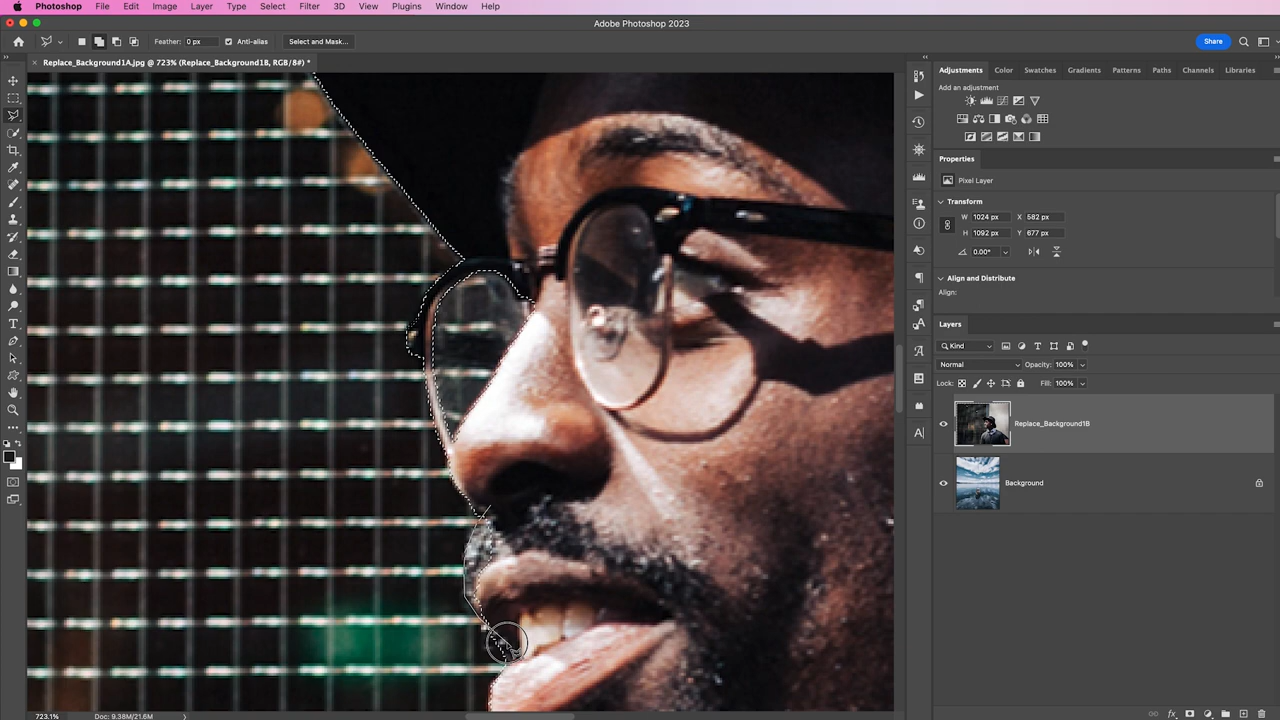 Photoshop File Edit Image Layer Type Select Filter 3D View Plugins Window Help
Adobe Photoshop 2023
Feather: 0 px Anti-alias Select and Mask... Share
Replace_Background1A.jpg @ 723% (Replace_Background1B, RGB/8#) *
Adjustments Color Swatches Gradients Patterns Paths Channels Libraries
Add an adjustment
Properties
Pixel Layer
Transform
W 1024 px X 582 px
H 1092 px Y 677 px
0.00°
Align and Distribute
Align:
Layers
Kind
Normal Opacity: 100%
Lock: Fill: 100%
Replace_Background1B
Background
723.1% Doc: 9.38M/21.6M